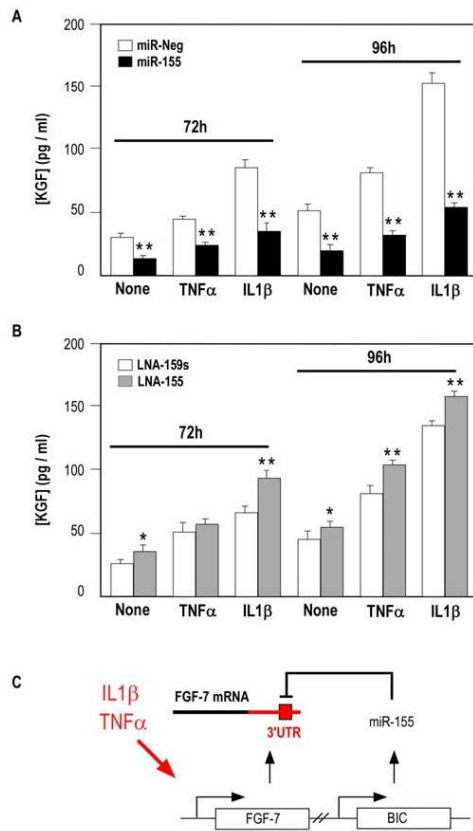 A
200
miR-Neg
miR-155
96h
150
72h
[KGF] (pg / ml)
100
50
**
**
**
**
**
**
0
None
TNFα
IL1β
None
TNFα
IL1β
B
200
LNA-159s
LNA-155
96h
150
72h
[KGF] (pg / ml)
100
50
*
**
*
**
**
0
None
TNFα
IL1β
None
TNFα
IL1β
C
IL1β
TNFα
FGF-7 mRNA
3'UTR
miR-155
FGF-7
BIC